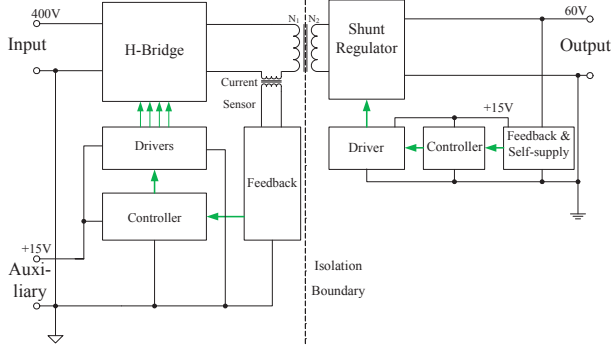 400V
Input
H-Bridge
N1
N2
Shunt
Regulator
60V
Output
Current
Sensor
+15V
Drivers
Feedback
Driver
Controller
Feedback &
Self-supply
Controller
+15V
Auxi-
liary
Isolation
Boundary